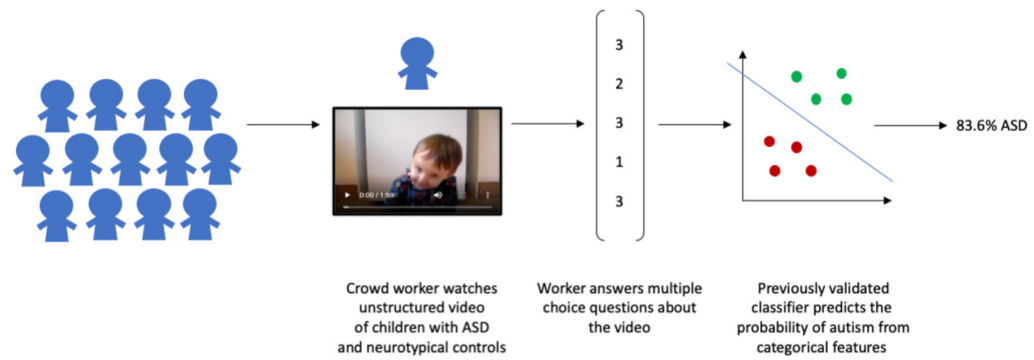 3
2
3
1
3
83.6% ASD
0:00 / 1:59
Crowd worker watches
unstructured video
of children with ASD
and neurotypical controls
Worker answers multiple
choice questions about
the video
Previously validated
classifier predicts the
probability of autism from
categorical features